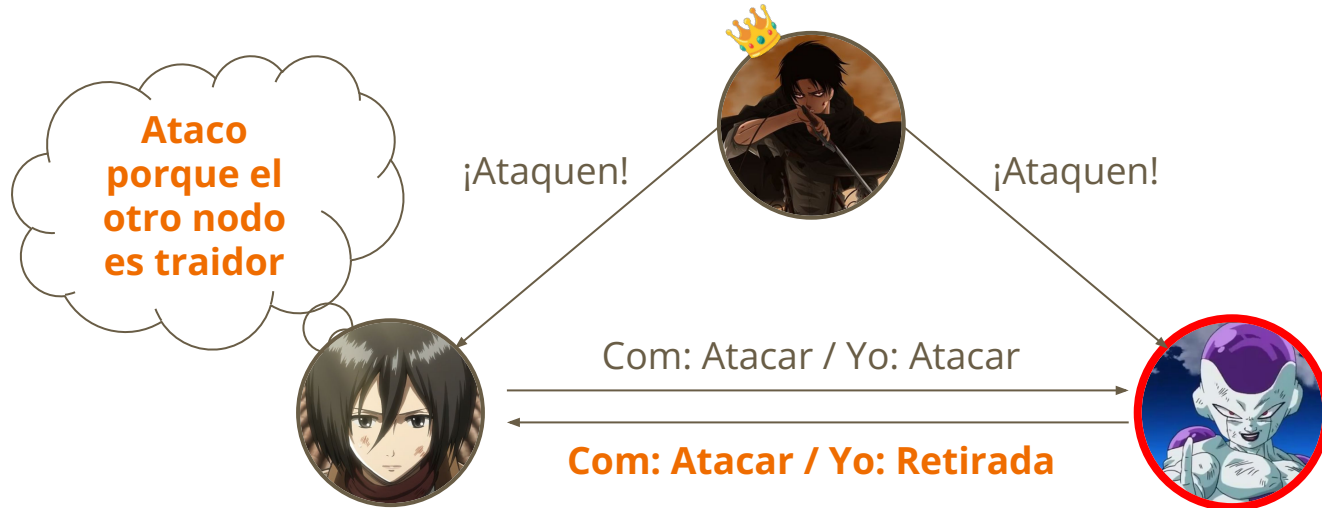 Ataco
porque el
otro nodo
es traidor
¡Ataquen!
¡Ataquen!
Com: Atacar / Yo: Atacar
Com: Atacar / Yo: Retirada